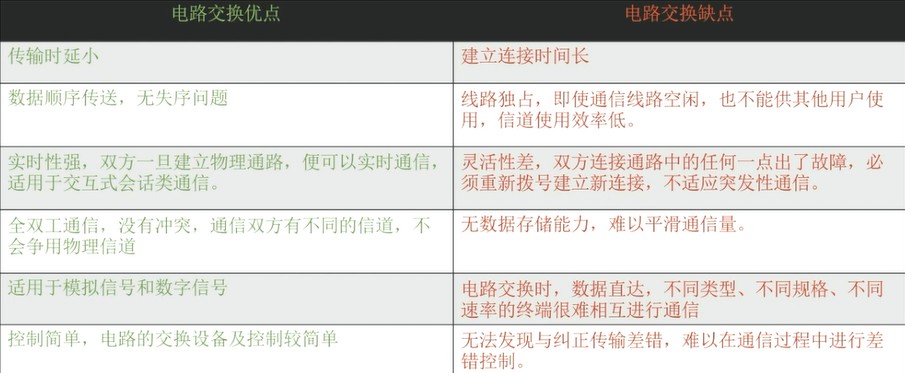 电路交换优点
电路交换缺点
传输时延小
建立连接时间长
数据顺序传送，无失序问题
线路独占，即使通信线路空闲，也不能供其他用户使
用，信道使用效率低。
实时性强，双方一旦建立物理通路，便可以实时通信，
适用于交互式会话类通信。
灵活性差，双方连接通路中的任何一点出了故障，必
须重新拨号建立新连接，不适应突发性通信。
全双工通信，没有冲突，通信双方有不同的信道，不
会争用物理信道
无数据存储能力，难以平滑通信量。
适用于模拟信号和数字信号
电路交换时，数据直达，不同类型、不同规格、不同
速率的终端很难相互进行通信
控制简单，电路的交换设备及控制较简单
无法发现与纠正传输差错，难以在通信过程中进行差
错控制。